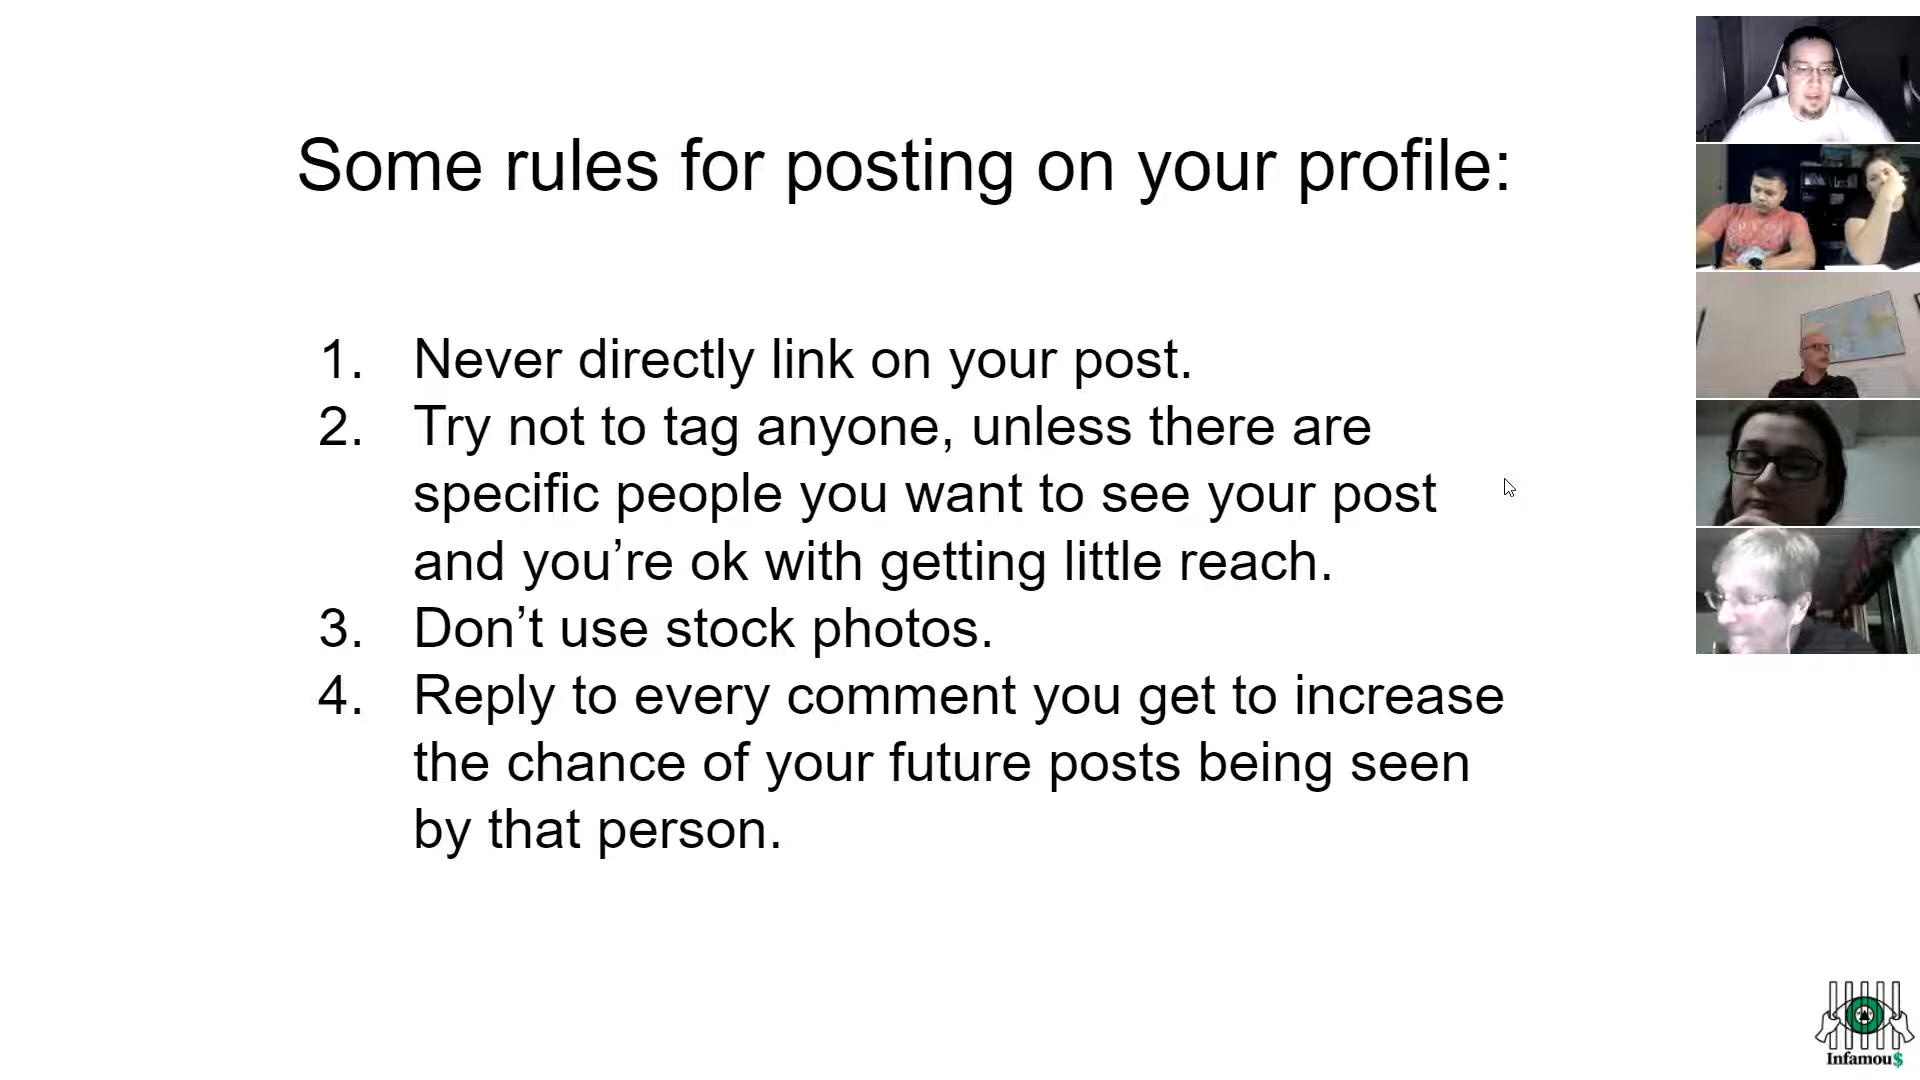 Some rules for posting on your profile:
1. Never directly link on your post.
2. Try not to tag anyone, unless there are
specific people you want to see your post
and you’re ok with getting little reach.
3. Don’t use stock photos.
4. Reply to every comment you get to increase
the chance of your future posts being seen
by that person.
Infamou$